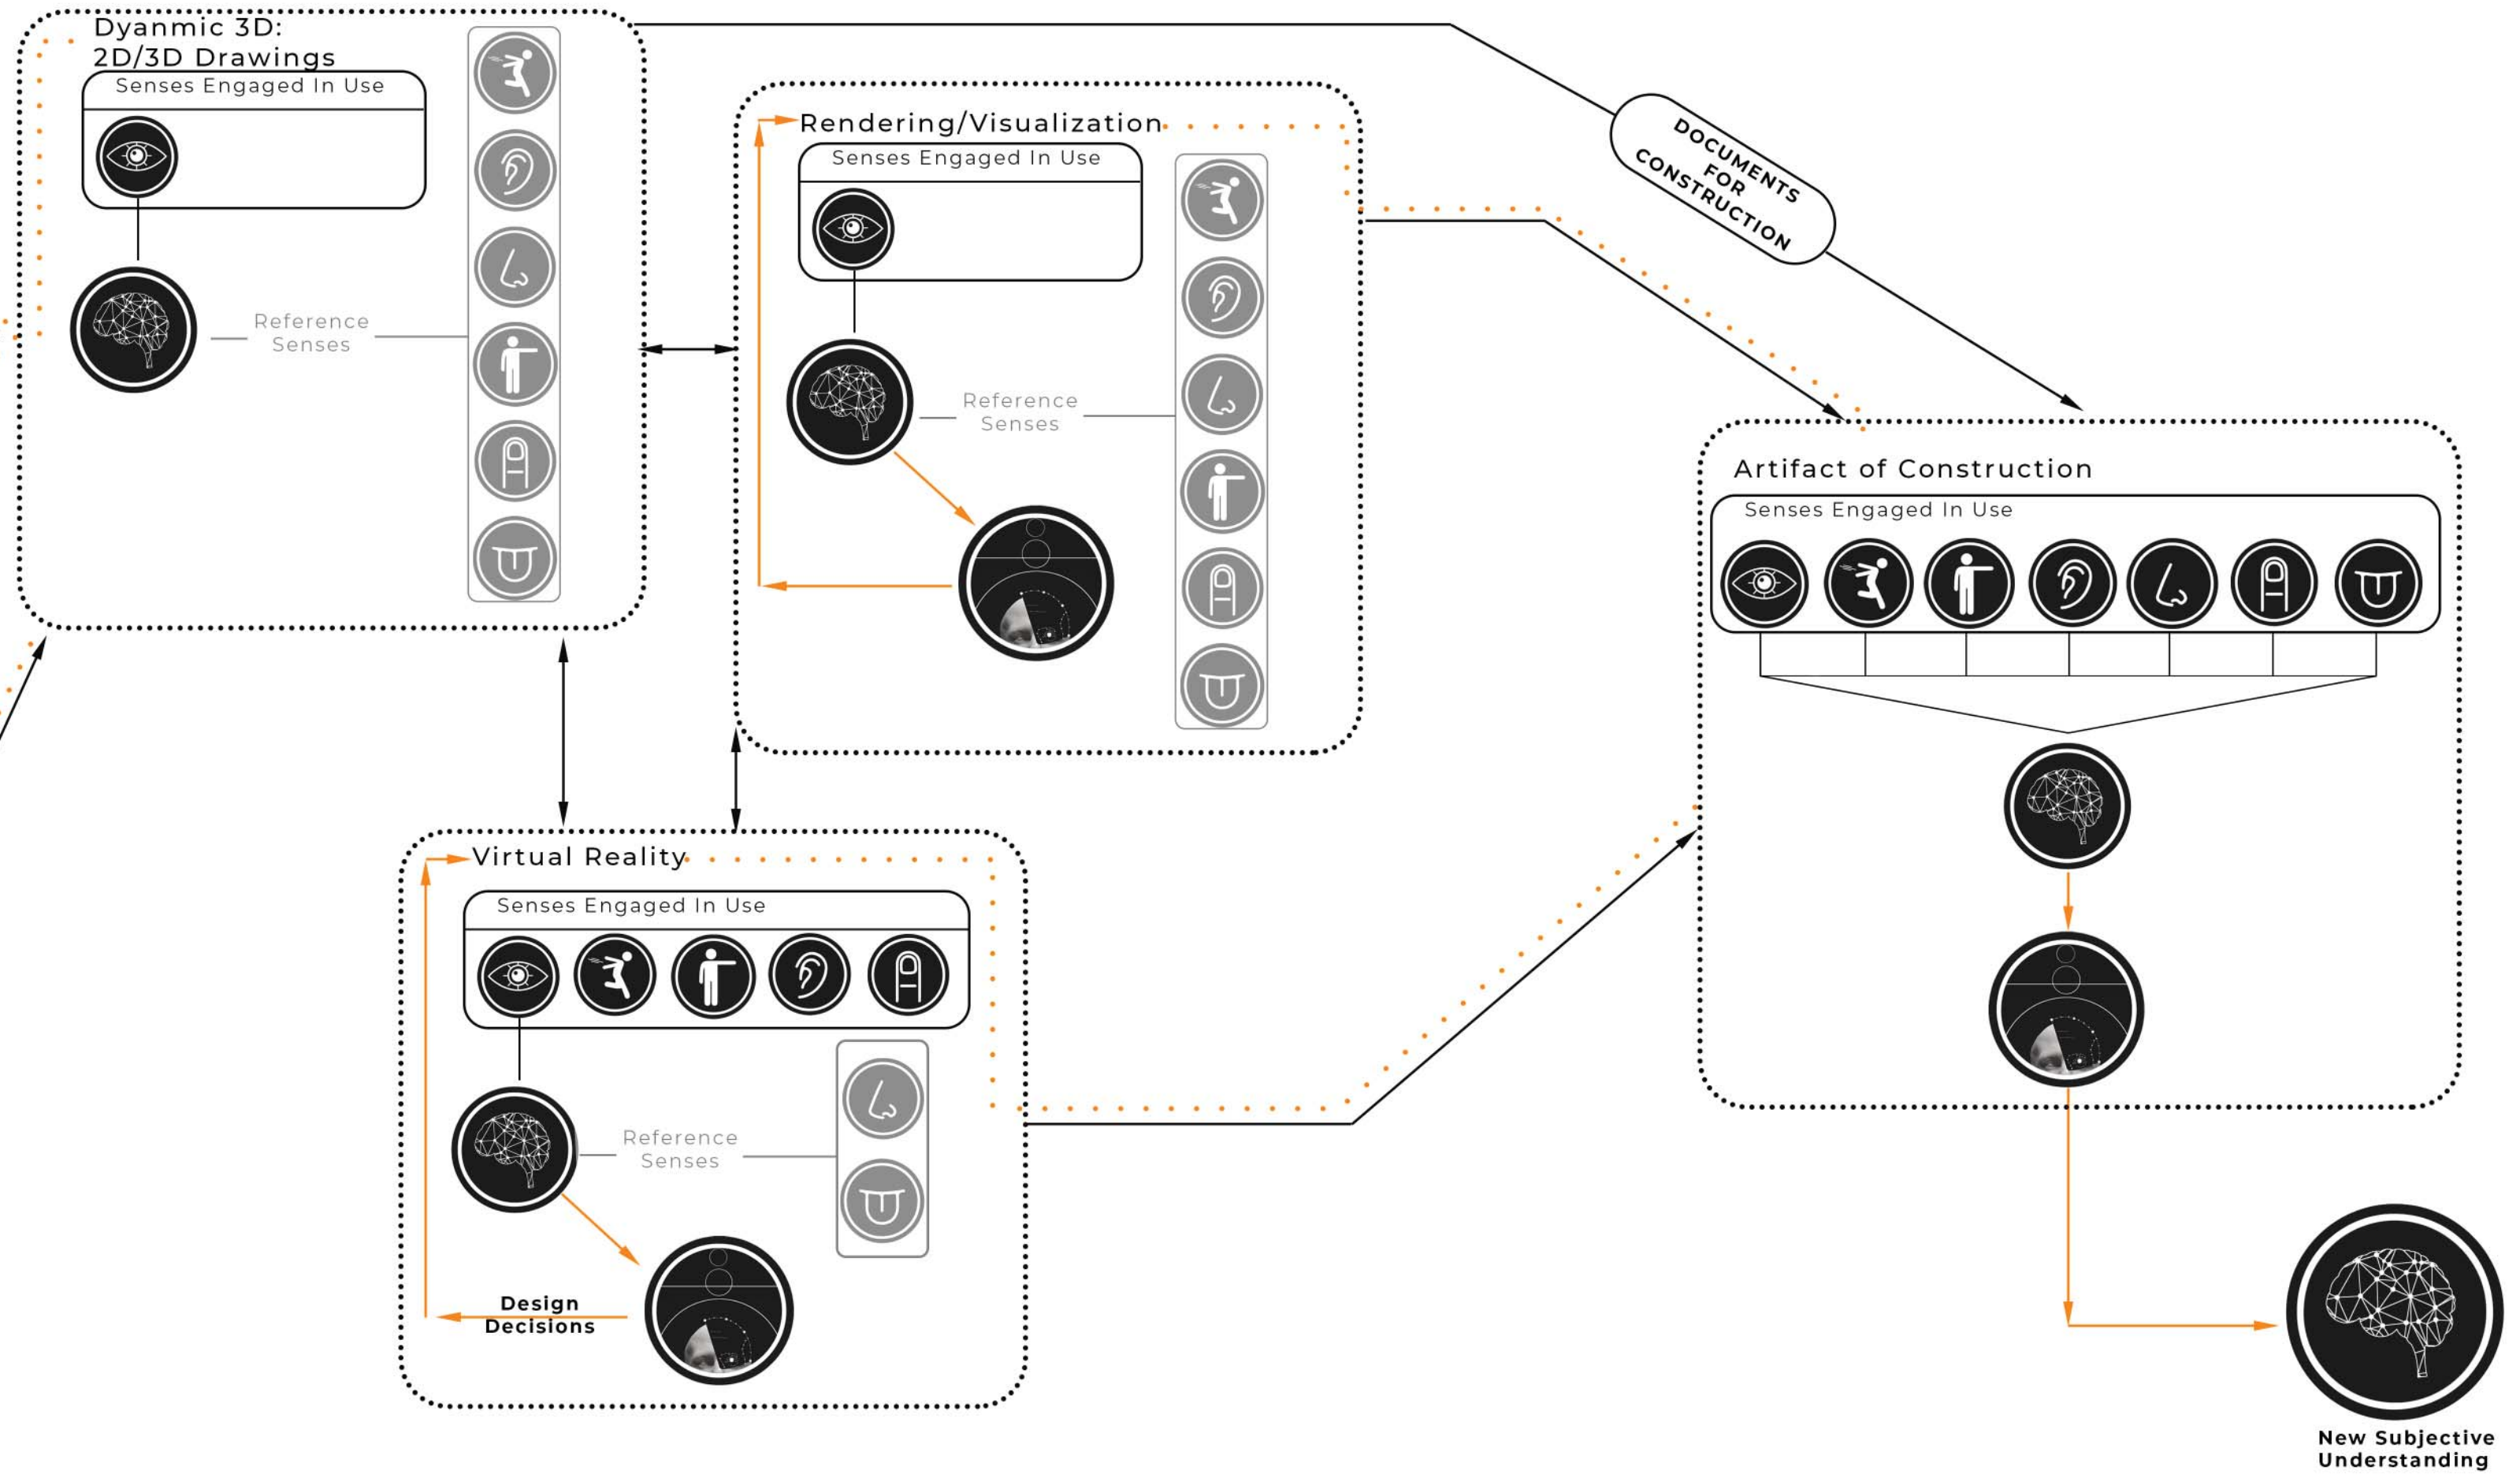 Dyanmic 3D:
2D/3D Drawings
Senses Engaged In Use
Reference
Senses
Rendering/Visualization
Senses Engaged In Use
Reference
Senses
DOCUMENTS
FOR
CONSTRUCTION
Artifact of Construction
Senses Engaged In Use
Virtual Reality
Senses Engaged In Use
Reference
Senses
Design
Decisions
New Subjective
Understanding